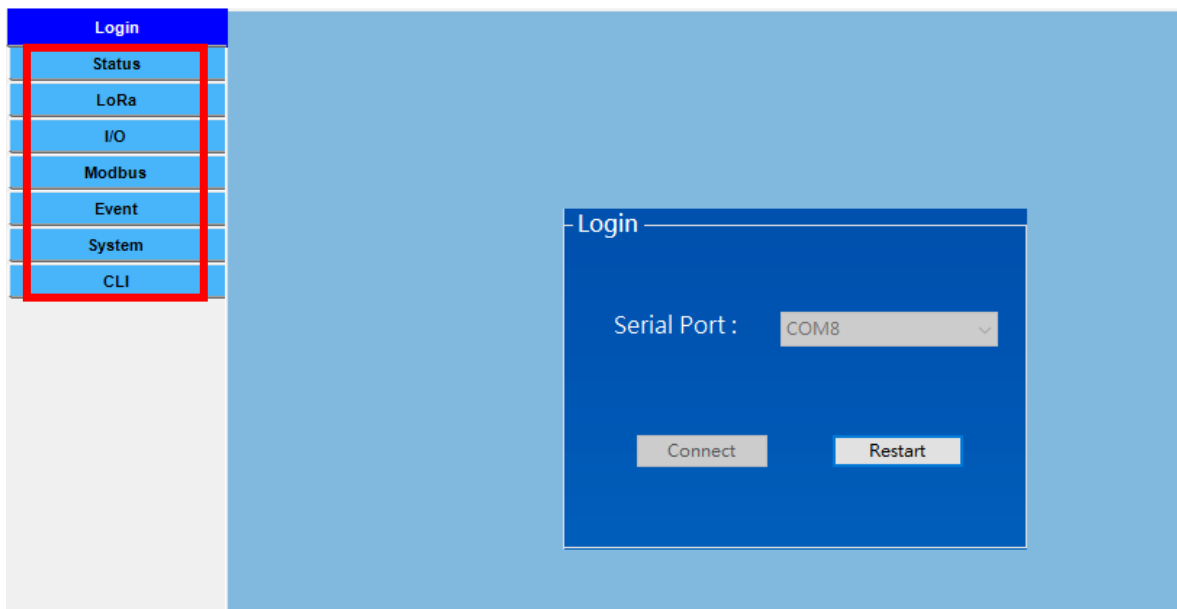 Login
Status
LoRa
I/O
Modbus
Event
System
CLI
Login
Serial Port : COM8
Connect Restart